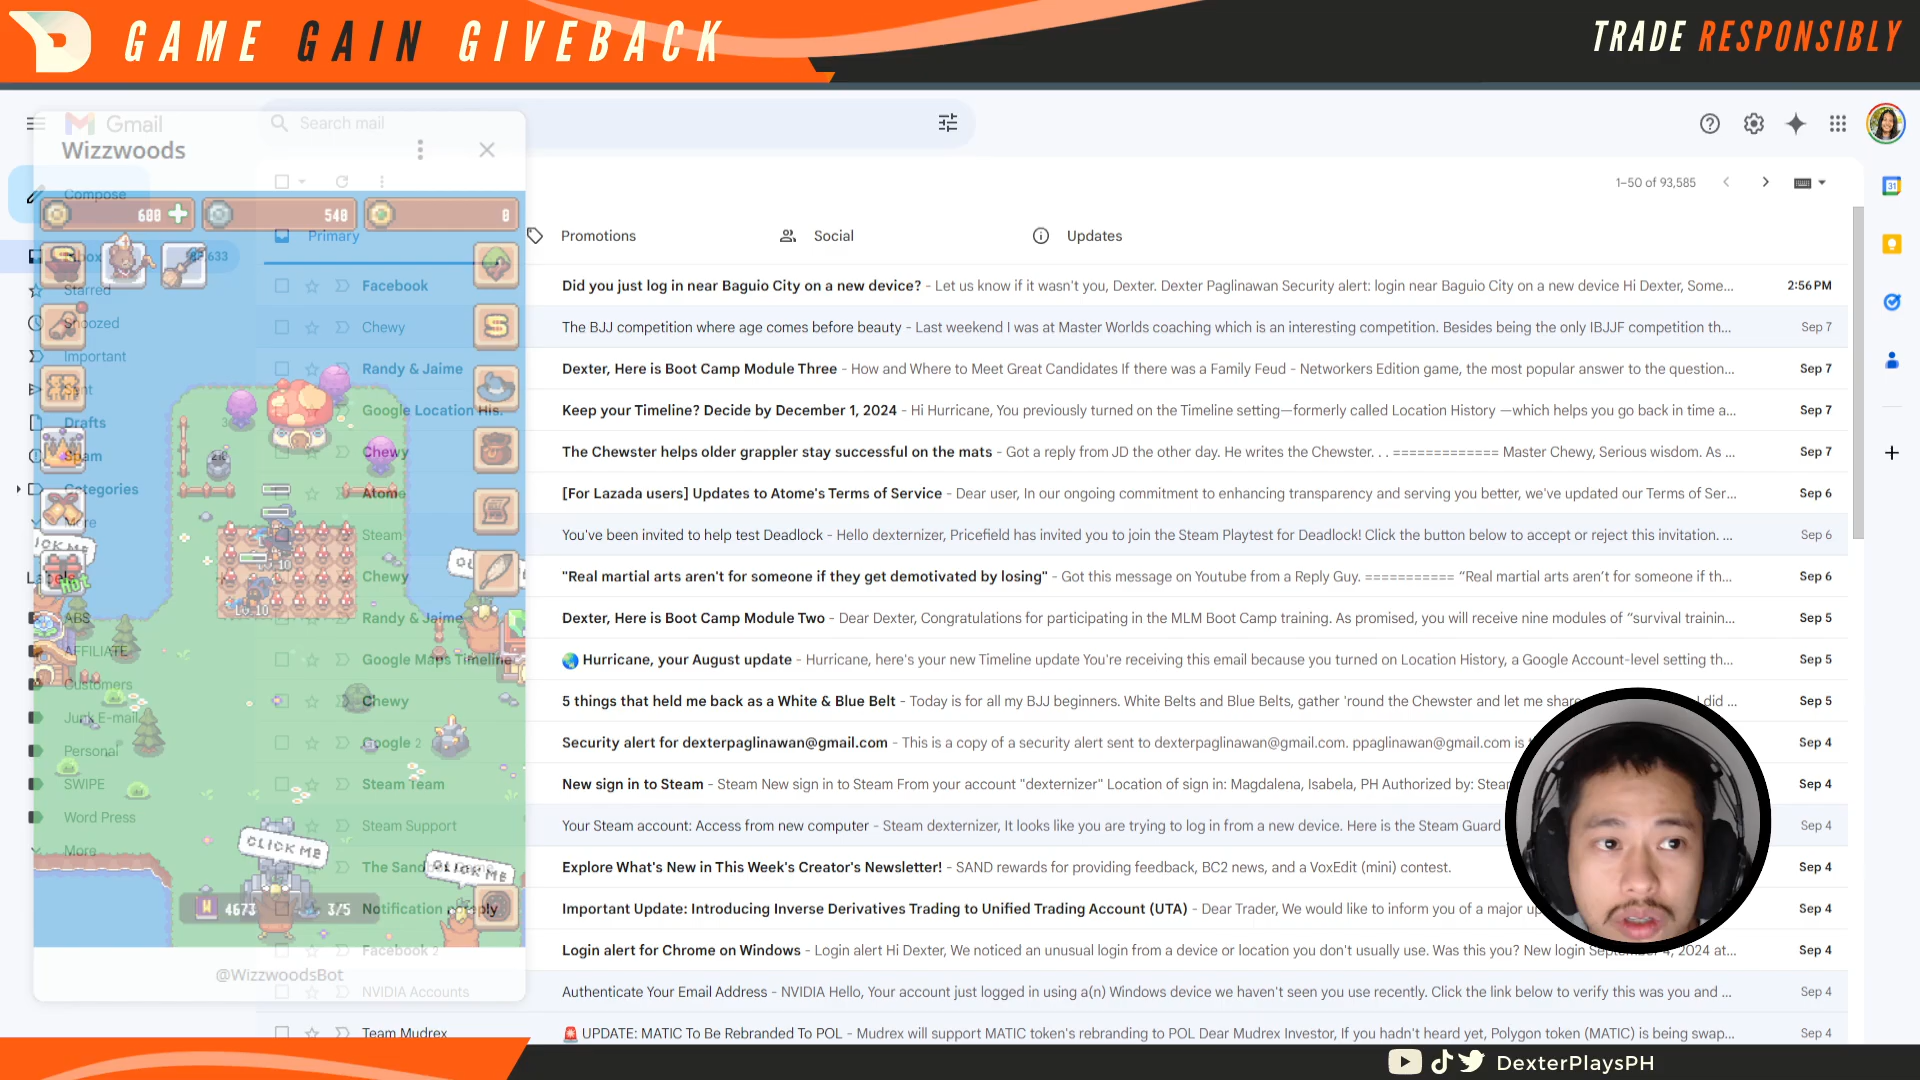 GAME GAIN GIVEBACK
TRADE RESPONSIBLY
Gmail
Search mail
Wizzwoods
Compose
1–50 of 93,585
600
540
0
Primary
Promotions
Social
Updates
Starred
Snoozed
Important
Drafts
Spam
Categories
More
ABS
AFFILIATE
Customers
Junk E-mail
Personal
SWIPE
Word Press
More
Facebook Did you just log in near Baguio City on a new device? - Let us know if it wasn't you, Dexter. Dexter Paglinawan Security alert: login near Baguio City on a new device Hi Dexter, Some... 2:56 PM
Chewy The BJJ competition where age comes before beauty - Last weekend I was at Master Worlds coaching which is an interesting competition. Besides being the only IBJJF competition th... Sep 7
Randy & Jaime Dexter, Here is Boot Camp Module Three - How and Where to Meet Great Candidates If there was a Family Feud - Networkers Edition game, the most popular answer to the question... Sep 7
Google Location His. Keep your Timeline? Decide by December 1, 2024 - Hi Hurricane, You previously turned on the Timeline setting—formerly called Location History —which helps you go back in time a... Sep 7
Chewy The Chewster helps older grappler stay successful on the mats - Got a reply from JD the other day. He writes the Chewster. . . ============= Master Chewy, Serious wisdom. As ... Sep 7
Atome [For Lazada users] Updates to Atome's Terms of Service - Dear user, In our ongoing commitment to enhancing transparency and serving you better, we've updated our Terms of Ser... Sep 6
Steam You've been invited to help test Deadlock - Hello dexternizer, Pricefield has invited you to join the Steam Playtest for Deadlock! Click the button below to accept or reject this invitation. ... Sep 6
Chewy "Real martial arts aren't for someone if they get demotivated by losing" - Got this message on Youtube from a Reply Guy. =========== “Real martial arts aren’t for someone if th... Sep 6
Randy & Jaime Dexter, Here is Boot Camp Module Two - Dear Dexter, Congratulations for participating in the MLM Boot Camp training. As promised, you will receive nine modules of “survival trainin... Sep 5
Google Maps Timeline Hurricane, your August update - Hurricane, here's your new Timeline update You're receiving this email because you turned on Location History, a Google Account-level setting th... Sep 5
Chewy 5 things that held me back as a White & Blue Belt - Today is for all my BJJ beginners. White Belts and Blue Belts, gather 'round the Chewster and let me share did ... Sep 5
Google 2 Security alert for dexterpaglinawan@gmail.com - This is a copy of a security alert sent to dexterpaglinawan@gmail.com. ppaglinawan@gmail.com is Sep 4
Steam Team New sign in to Steam - Steam New sign in to Steam From your account "dexternizer" Location of sign in: Magdalena, Isabela, PH Authorized by: Stear Sep 4
Steam Support Your Steam account: Access from new computer - Steam dexternizer, It looks like you are trying to log in from a new device. Here is the Steam Guard Sep 4
The Sand Explore What's New in This Week's Creator's Newsletter! - SAND rewards for providing feedback, BC2 news, and a VoxEdit (mini) contest. Sep 4
Notification Important Update: Introducing Inverse Derivatives Trading to Unified Trading Account (UTA) - Dear Trader, We would like to inform you of a major up Sep 4
Facebook 2 Login alert for Chrome on Windows - Login alert Hi Dexter, We noticed an unusual login from a device or location you don't usually use. Was this you? New login September 4, 2024 at... Sep 4
NVIDIA Accounts Authenticate Your Email Address - NVIDIA Hello, Your account just logged in using a(n) Windows device we haven't seen you use recently. Click the link below to verify this was you and ... Sep 4
Team Mudrex UPDATE: MATIC To Be Rebranded To POL - Mudrex will support MATIC token's rebranding to POL Dear Mudrex Investor, If you hadn't heard yet, Polygon token (MATIC) is being swap... Sep 4
CLICK ME
HOT
Lv.10
Lv.10
CLICK ME
CLICK ME
4673
3/5
@WizzwoodsBot
DexterPlaysPH